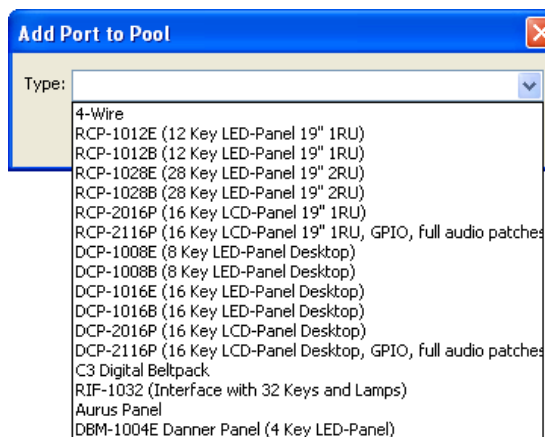 Add Port to Pool
Type:
4-Wire
RCP-1012E (12 Key LED-Panel 19" 1RU)
RCP-1012B (12 Key LED-Panel 19" 1RU)
RCP-1028E (28 Key LED-Panel 19" 2RU)
RCP-1028B (28 Key LED-Panel 19" 2RU)
RCP-2016P (16 Key LCD-Panel 19" 1RU)
RCP-2116P (16 Key LCD-Panel 19" 1RU, GPIO, full audio patches
DCP-1008E (8 Key LED-Panel Desktop)
DCP-1008B (8 Key LED-Panel Desktop)
DCP-1016E (16 Key LED-Panel Desktop)
DCP-1016B (16 Key LED-Panel Desktop)
DCP-2016P (16 Key LCD-Panel Desktop)
DCP-2116P (16 Key LCD-Panel Desktop, GPIO, full audio patches
C3 Digital Beltpack
RIF-1032 (Interface with 32 Keys and Lamps)
Aurus Panel
DBM-1004E Danner Panel (4 Key LED-Panel)